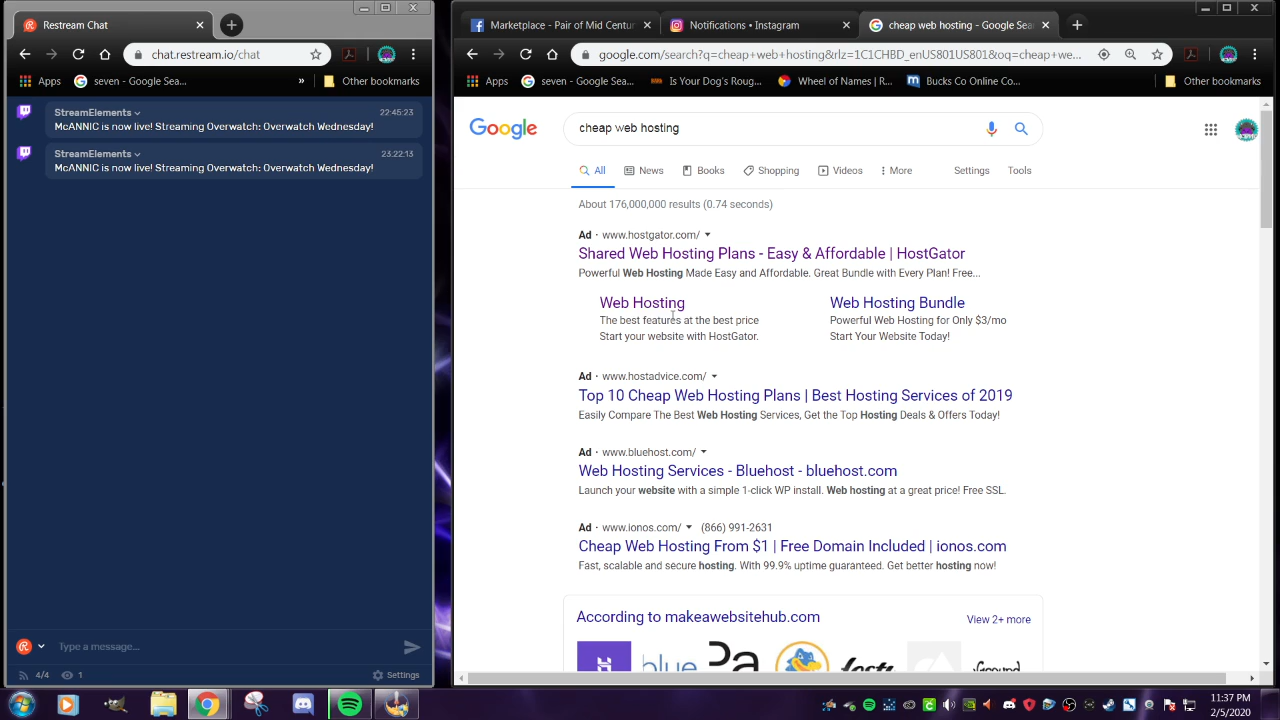 Restream Chat
chat.restream.io/chat
Apps
seven - Google Sea...
»
Other bookmarks
StreamElements
22:45:23
McANNIC is now live! Streaming Overwatch: Overwatch Wednesday!
StreamElements
23:22:13
McANNIC is now live! Streaming Overwatch: Overwatch Wednesday!
Type a message...
4/4
1
Settings
Marketplace - Pair of Mid Centur
Notifications • Instagram
cheap web hosting - Google Sea
google.com/search?q=cheap+web+hosting&rlz=1C1CHBD_enUS801US801&oq=cheap+we...
Apps
seven - Google Sea...
Is Your Dog's Roug...
Wheel of Names | R...
Bucks Co Online Co...
Other bookmarks
Google
cheap web hosting
All
News
Books
Shopping
Videos
More
Settings
Tools
About 176,000,000 results (0.74 seconds)
Ad · www.hostgator.com/
Shared Web Hosting Plans - Easy & Affordable | HostGator
Powerful Web Hosting Made Easy and Affordable. Great Bundle with Every Plan! Free...
Web Hosting
The best features at the best price
Start your website with HostGator.
Web Hosting Bundle
Powerful Web Hosting for Only $3/mo
Start Your Website Today!
Ad · www.hostadvice.com/
Top 10 Cheap Web Hosting Plans | Best Hosting Services of 2019
Easily Compare The Best Web Hosting Services, Get the Top Hosting Deals & Offers Today!
Ad · www.bluehost.com/
Web Hosting Services - Bluehost - bluehost.com
Launch your website with a simple 1-click WP install. Web hosting at a great price! Free SSL.
Ad · www.ionos.com/ (866) 991-2631
Cheap Web Hosting From $1 | Free Domain Included | ionos.com
Fast, scalable and secure hosting. With 99.9% uptime guaranteed. Get better hosting now!
According to makeawebsitehub.com
View 2+ more
blue
11:37 PM
2/5/2020